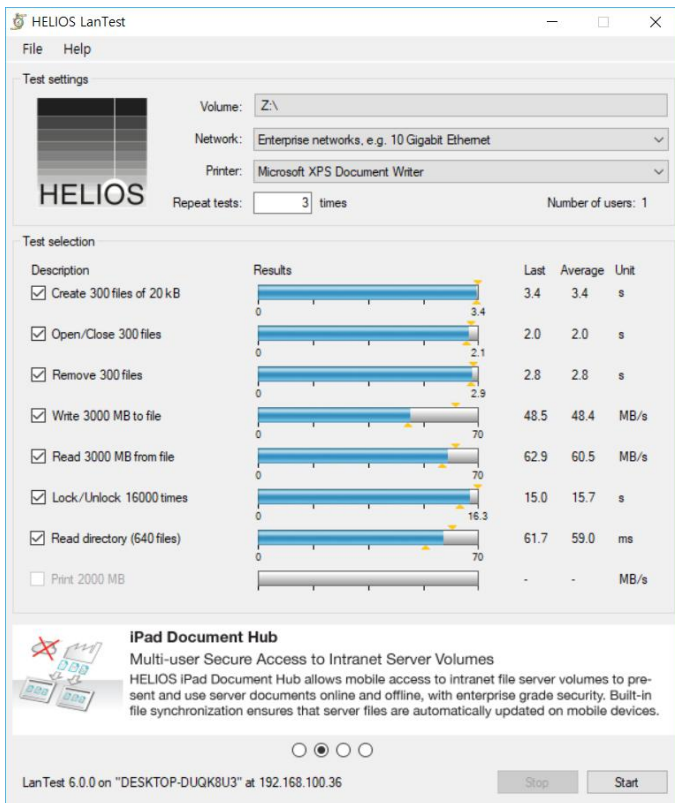 HELIOS LanTest
File Help
Test settings
HELIOS
Volume: Z:\
Network: Enterprise networks, e.g. 10 Gigabit Ethernet
Printer: Microsoft XPS Document Writer
Repeat tests: 3 times Number of users: 1
Test selection
Description Results Last Average Unit
Create 300 files of 20 kB 3.4 3.4 s
0 3.4
Open/Close 300 files 2.0 2.0 s
0 2.1
Remove 300 files 2.8 2.8 s
0 2.9
Write 3000 MB to file 48.5 48.4 MB/s
0 70
Read 3000 MB from file 62.9 60.5 MB/s
0 70
Lock/Unlock 16000 times 15.0 15.7 s
0 16.3
Read directory (640 files) 61.7 59.0 ms
0 70
Print 2000 MB - - MB/s
iPad Document Hub
Multi-user Secure Access to Intranet Server Volumes
HELIOS iPad Document Hub allows mobile access to intranet file server volumes to pre-
sent and use server documents online and offline, with enterprise grade security. Built-in
file synchronization ensures that server files are automatically updated on mobile devices.
LanTest 6.0.0 on "DESKTOP-DUQK8U3" at 192.168.100.36 Stop Start